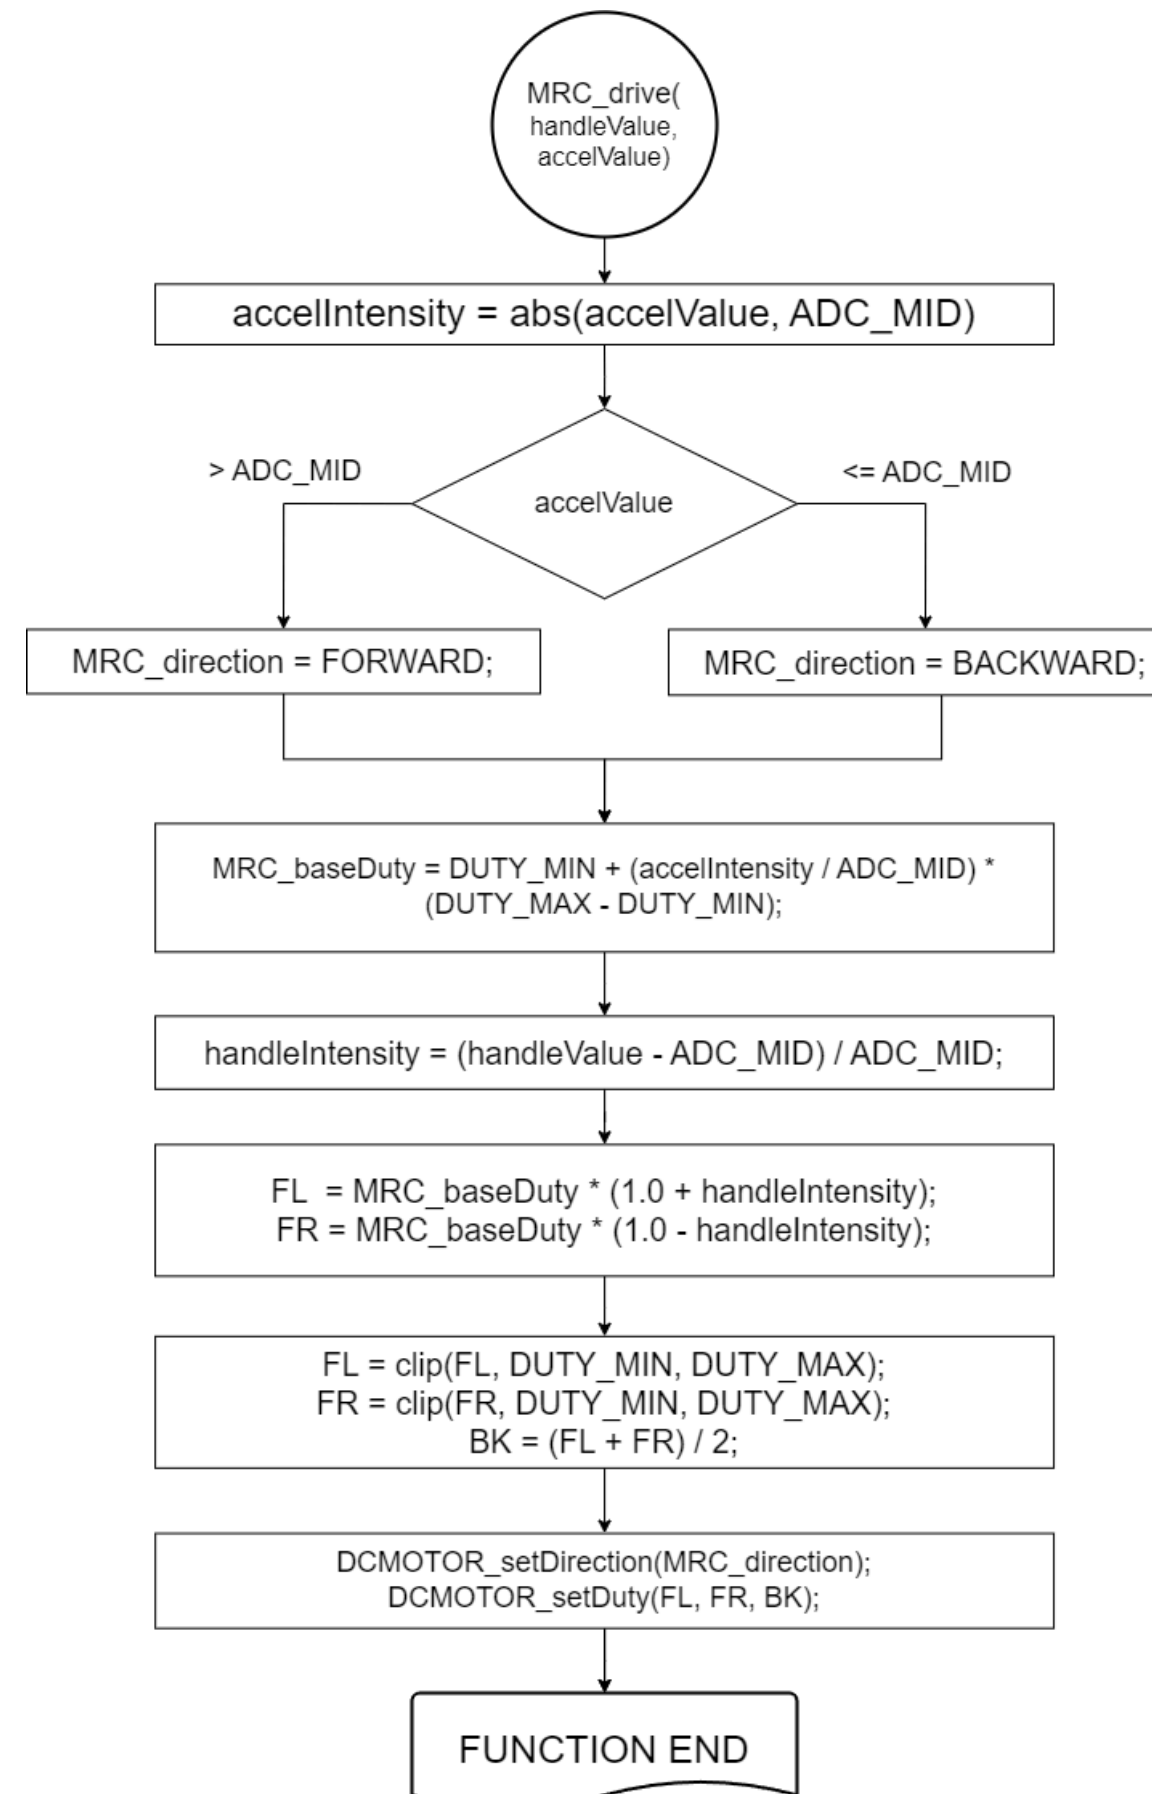 MRC_drive(
handleValue,
accelValue)
accelIntensity = abs(accelValue, ADC_MID)
> ADC_MID
<= ADC_MID
accelValue
MRC_direction = FORWARD;
MRC_direction = BACKWARD;
MRC_baseDuty = DUTY_MIN + (accelIntensity / ADC_MID) *
(DUTY_MAX - DUTY_MIN);
handleIntensity = (handleValue - ADC_MID) / ADC_MID;
FL = MRC_baseDuty * (1.0 + handleIntensity);
FR = MRC_baseDuty * (1.0 - handleIntensity);
FL = clip(FL, DUTY_MIN, DUTY_MAX);
FR = clip(FR, DUTY_MIN, DUTY_MAX);
BK = (FL + FR) / 2;
DCMOTOR_setDirection(MRC_direction);
DCMOTOR_setDuty(FL, FR, BK);
FUNCTION END